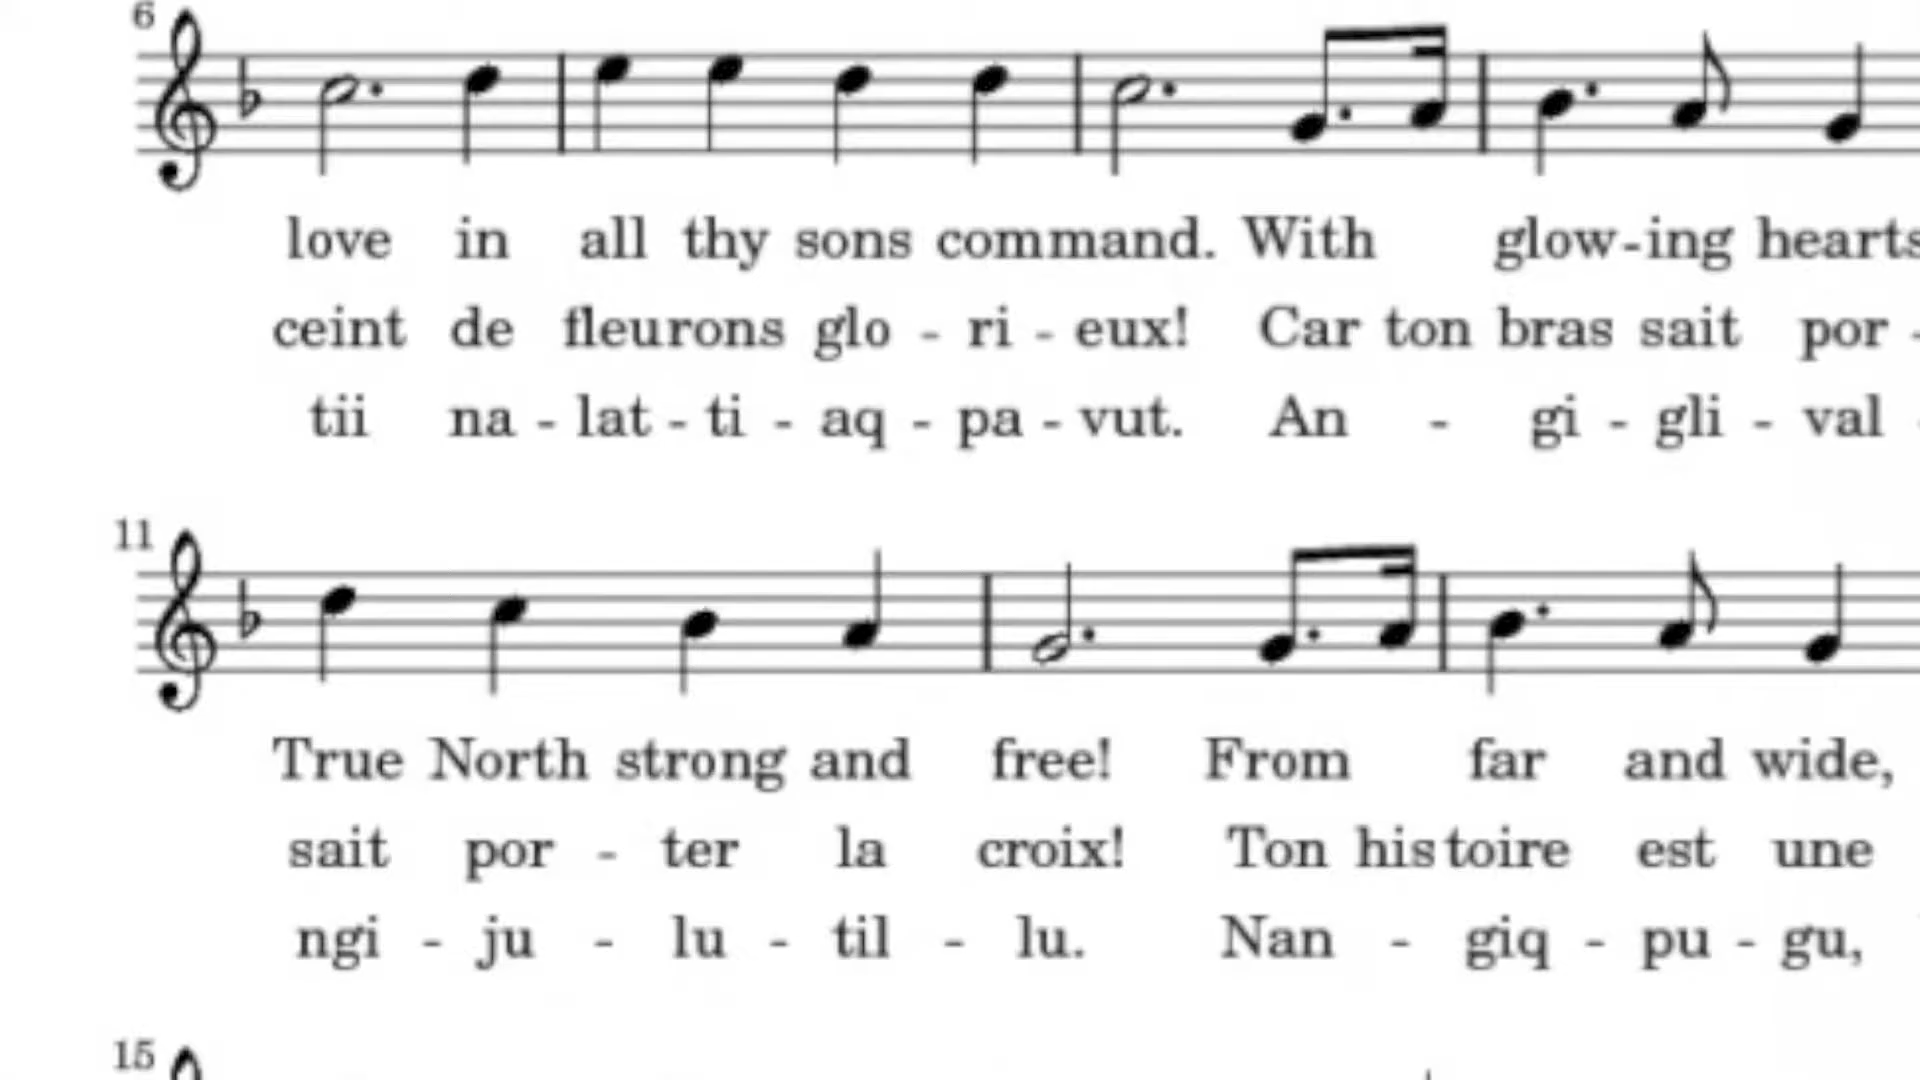 6
love in all thy sons command. With glow-ing hearts
ceint de fleurons glo - ri - eux! Car ton bras sait por -
tii na - lat - ti - aq - pa - vut. An - gi - gli - val -
11
True North strong and free! From far and wide,
sait por - ter la croix! Ton histoire est une
ngi - ju - lu - til - lu. Nan - giq - pu - gu,
15